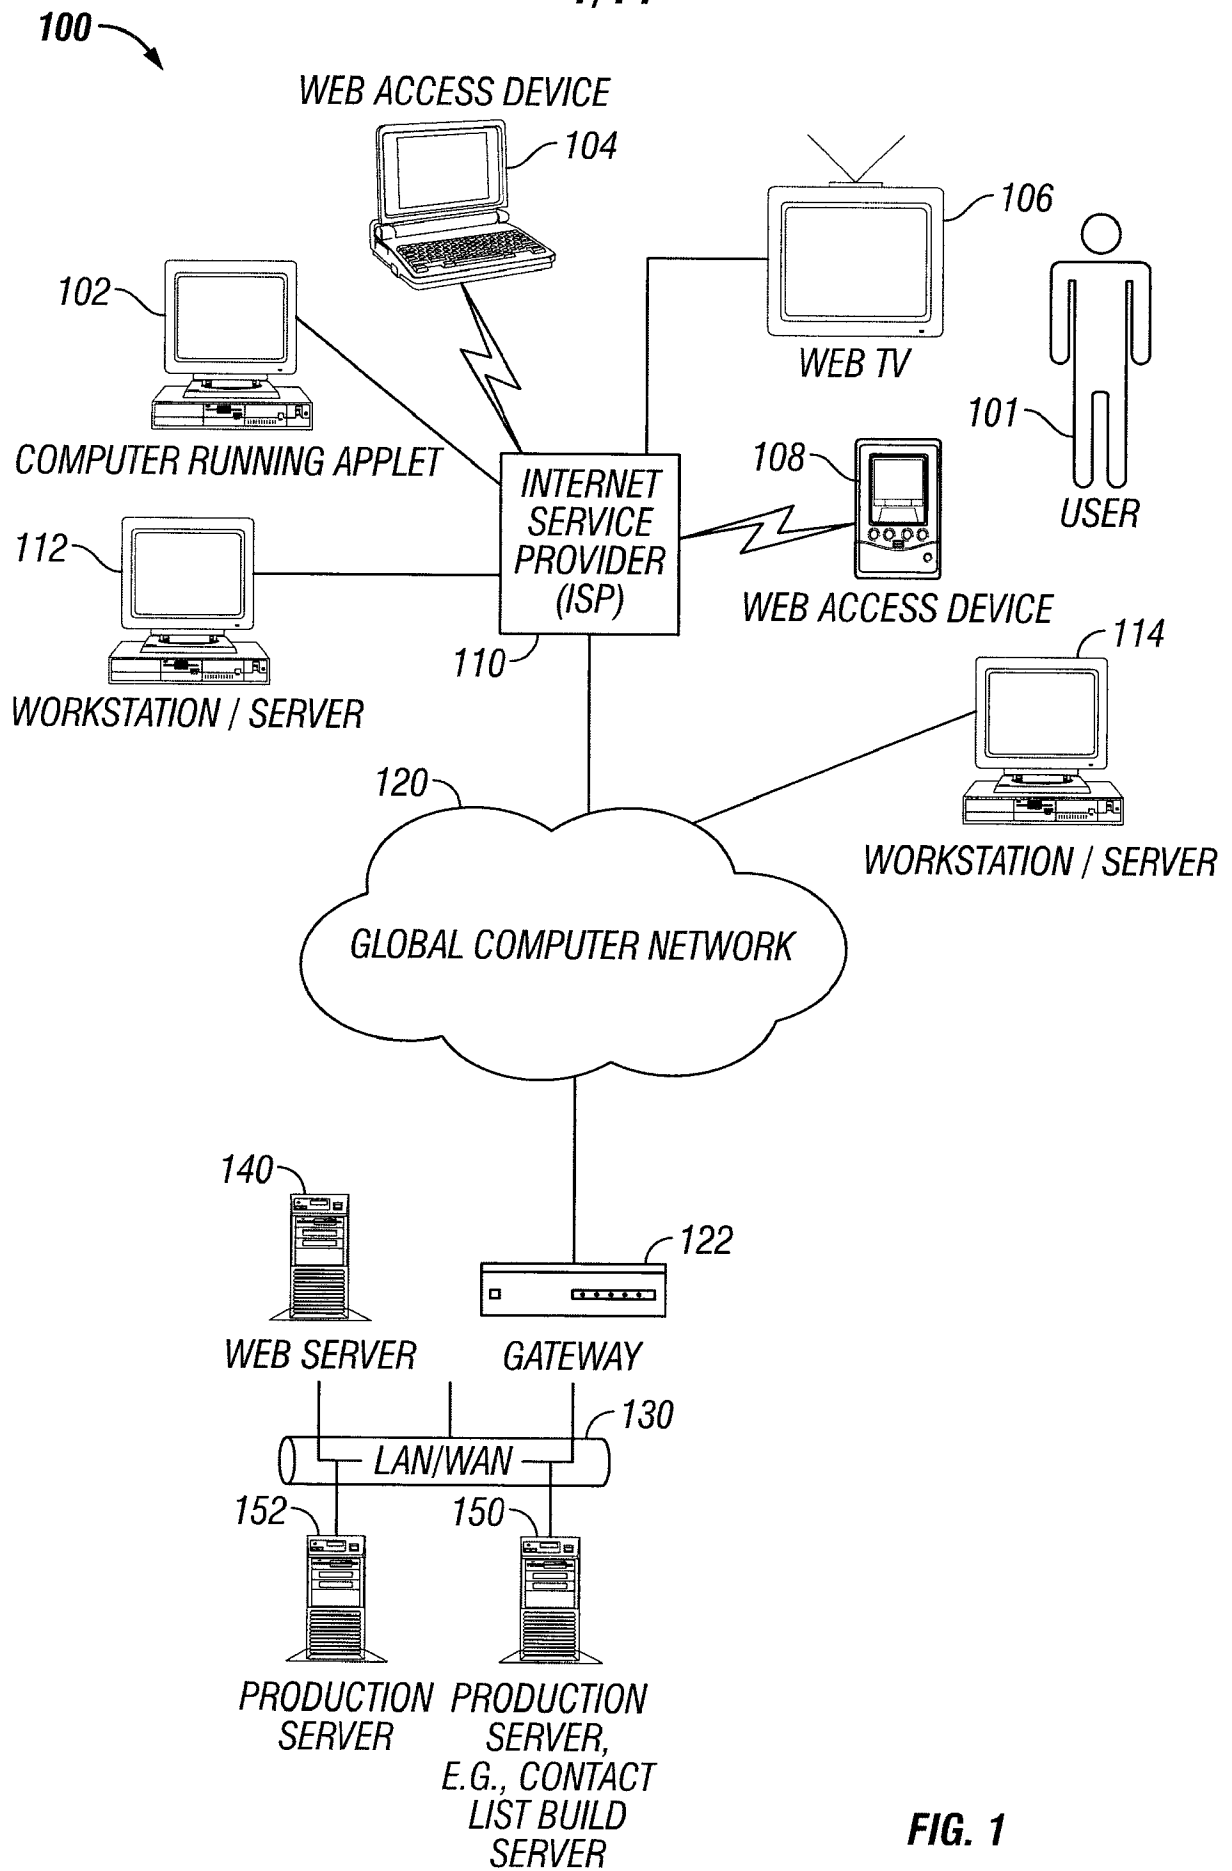 100
WEB ACCESS DEVICE
104
106
102
WEB TV
101
COMPUTER RUNNING APPLET
INTERNET
SERVICE
PROVIDER
(ISP)
108
USER
112
WEB ACCESS DEVICE
110
114
WORKSTATION / SERVER
120
WORKSTATION / SERVER
GLOBAL COMPUTER NETWORK
140
122
WEB SERVER
GATEWAY
130
LAN/WAN
152
150
PRODUCTION
SERVER
PRODUCTION
SERVER,
E.G., CONTACT
LIST BUILD
SERVER
FIG. 1